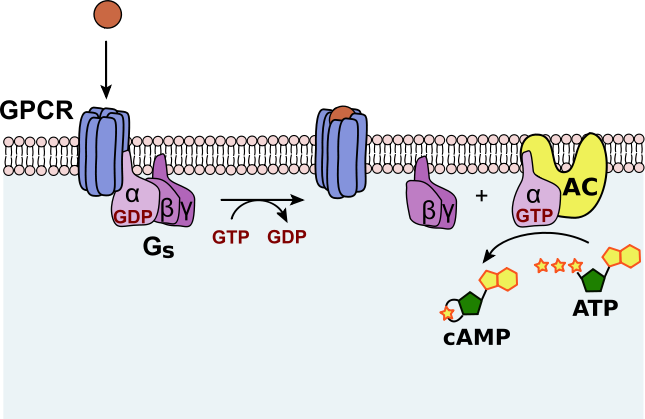 GPCR
α
GDP
β γ
Gs
GTP
GDP
β γ
+
α
GTP
AC
cAMP
ATP